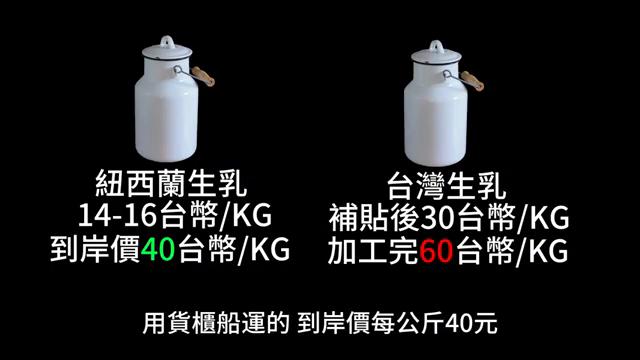 紐西蘭生乳
14-16台幣/KG
到岸價40台幣/KG
台灣生乳
補貼後30台幣/KG
加工完60台幣/KG
用貨櫃船運的 到岸價每公斤40元